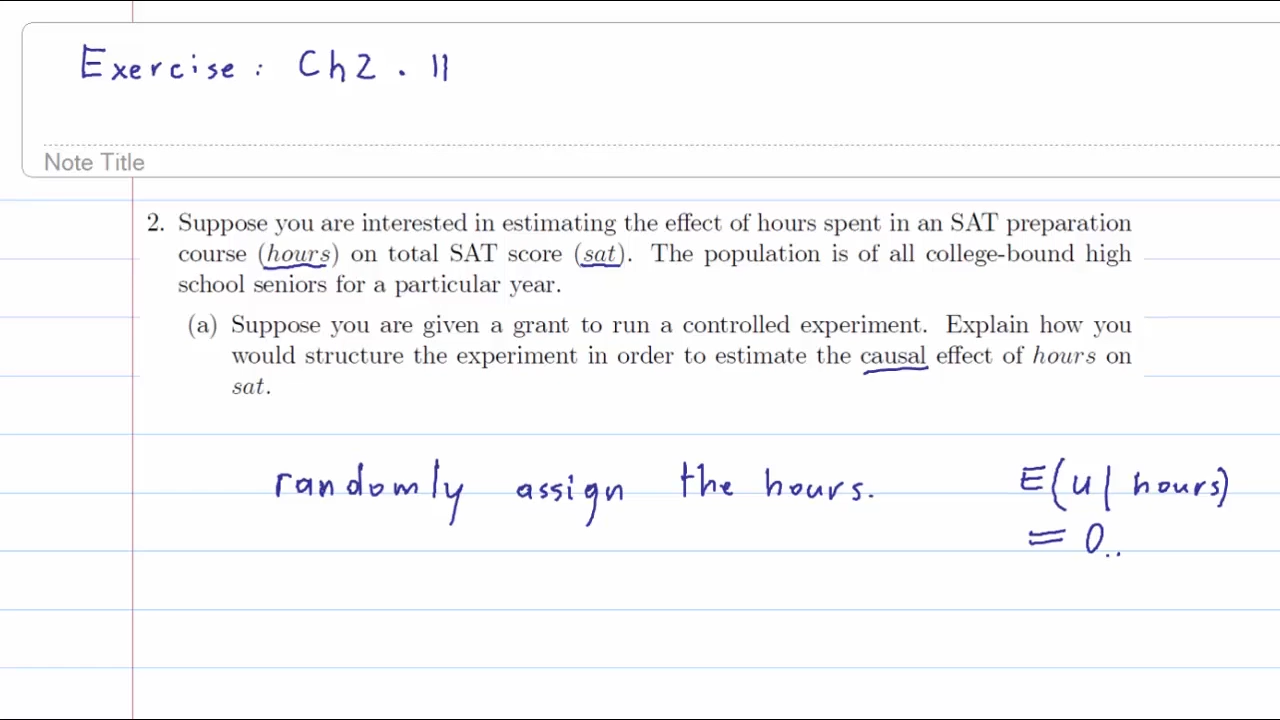 Exercise: Ch2.11
Note Title
2. Suppose you are interested in estimating the effect of hours spent in an SAT preparation
course (hours) on total SAT score (sat). The population is of all college-bound high
school seniors for a particular year.
(a) Suppose you are given a grant to run a controlled experiment. Explain how you
would structure the experiment in order to estimate the causal effect of hours on
sat.
randomly assign the hours. E(u| hours)
= 0..